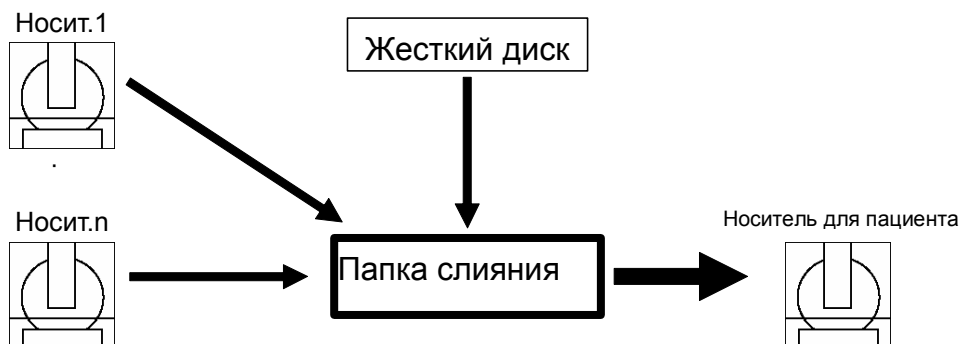 Носит.1
Жесткий диск
.
Носит.n
Носитель для пациента
Папка слияния